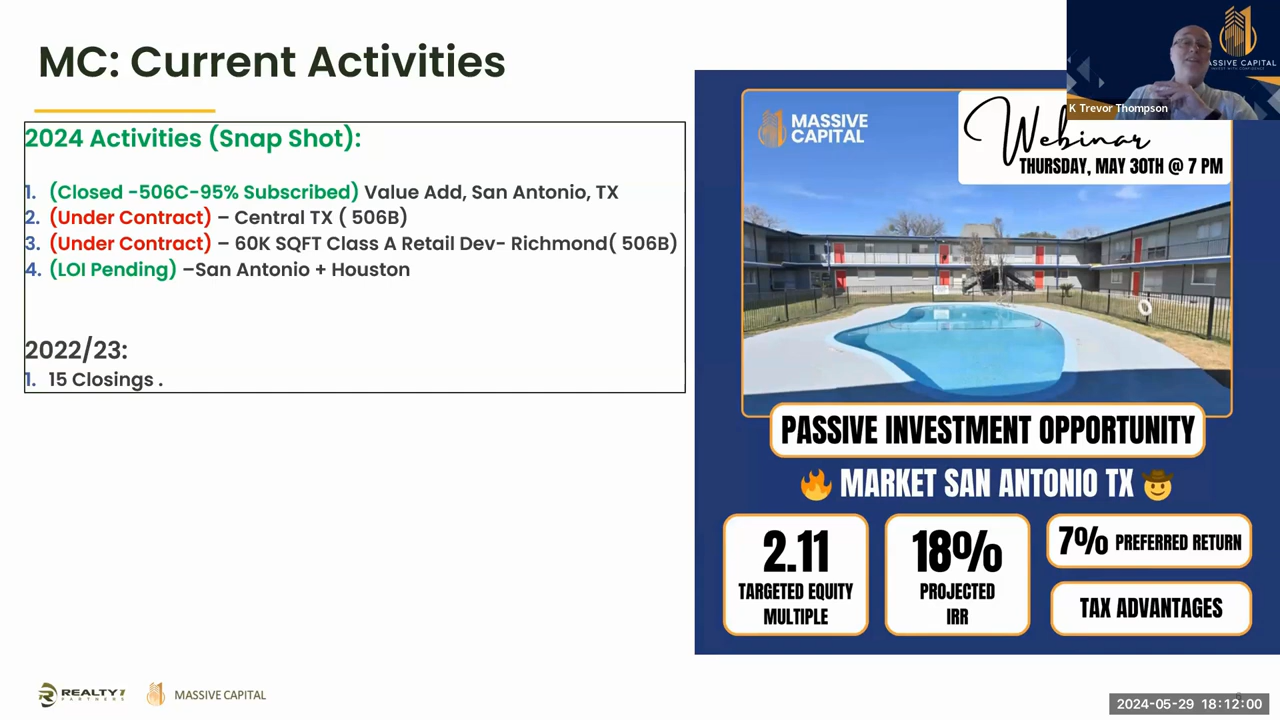 MC: Current Activities
2024 Activities (Snap Shot):
1. (Closed -506C-95% Subscribed) Value Add, San Antonio, TX
2. (Under Contract) – Central TX ( 506B)
3. (Under Contract) – 60K SQFT Class A Retail Dev- Richmond( 506B)
4. (LOI Pending) –San Antonio + Houston
2022/23:
1. 15 Closings .
MASSIVE
CAPITAL
Webinar
THURSDAY, MAY 30TH @ 7 PM
PASSIVE INVESTMENT OPPORTUNITY
🔥 MARKET SAN ANTONIO TX 🤠
2.11
TARGETED EQUITY
MULTIPLE
18%
PROJECTED
IRR
7% PREFERRED RETURN
TAX ADVANTAGES
K Trevor Thompson
REALTY1
PARTNERS
MASSIVE CAPITAL
2024-05-29 18:12:00